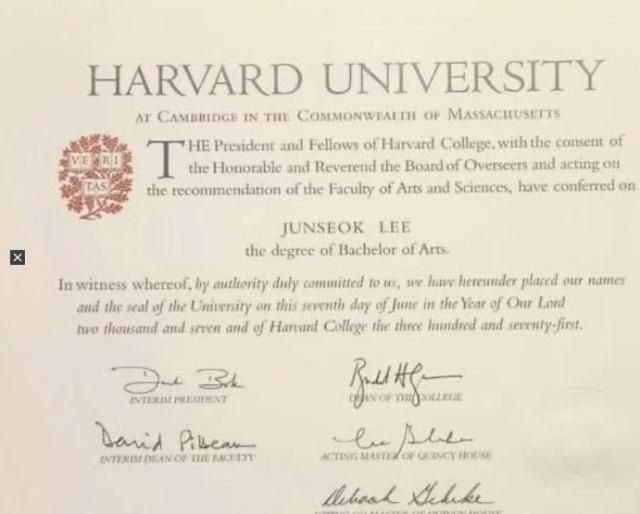 HARVARD UNIVERSITY
AT CAMBRIDGE IN THE COMMONWEALTH OF MASSACHUSETTS
VE RI
TAS
THE President and Fellows of Harvard College, with the consent of
the Honorable and Reverend the Board of Overseers and acting on
the recommendation of the Faculty of Arts and Sciences, have conferred on
JUNSEOK LEE
the degree of Bachelor of Arts.
In witness whereof, by authority duly committed to us, we have hereunder placed our names
and the seal of the University on this seventh day of June in the Year of Our Lord
two thousand and seven and of Harvard College the three hundred and seventy-first.
INTERIM PRESIDENT
DEAN OF THE COLLEGE
David Pilbeam
INTERIM DEAN OF THE FACULTY
ACTING MASTER OF QUINCY HOUSE
Deborah